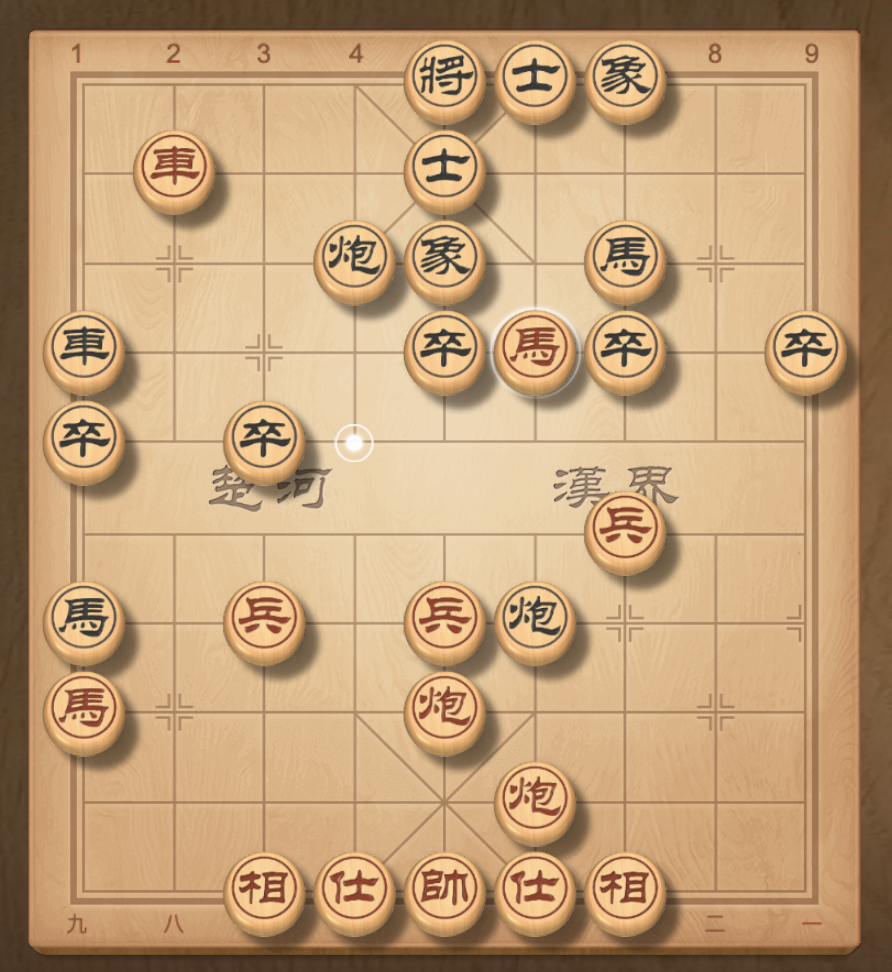 1 2 3 4 8 9
將 士 象
車 士
炮 象 馬
車 卒 馬 卒 卒
卒 卒
楚河 漢界
兵
馬 兵 兵 炮
馬 炮
炮
相 仕 帥 仕 相
九 八 二 一